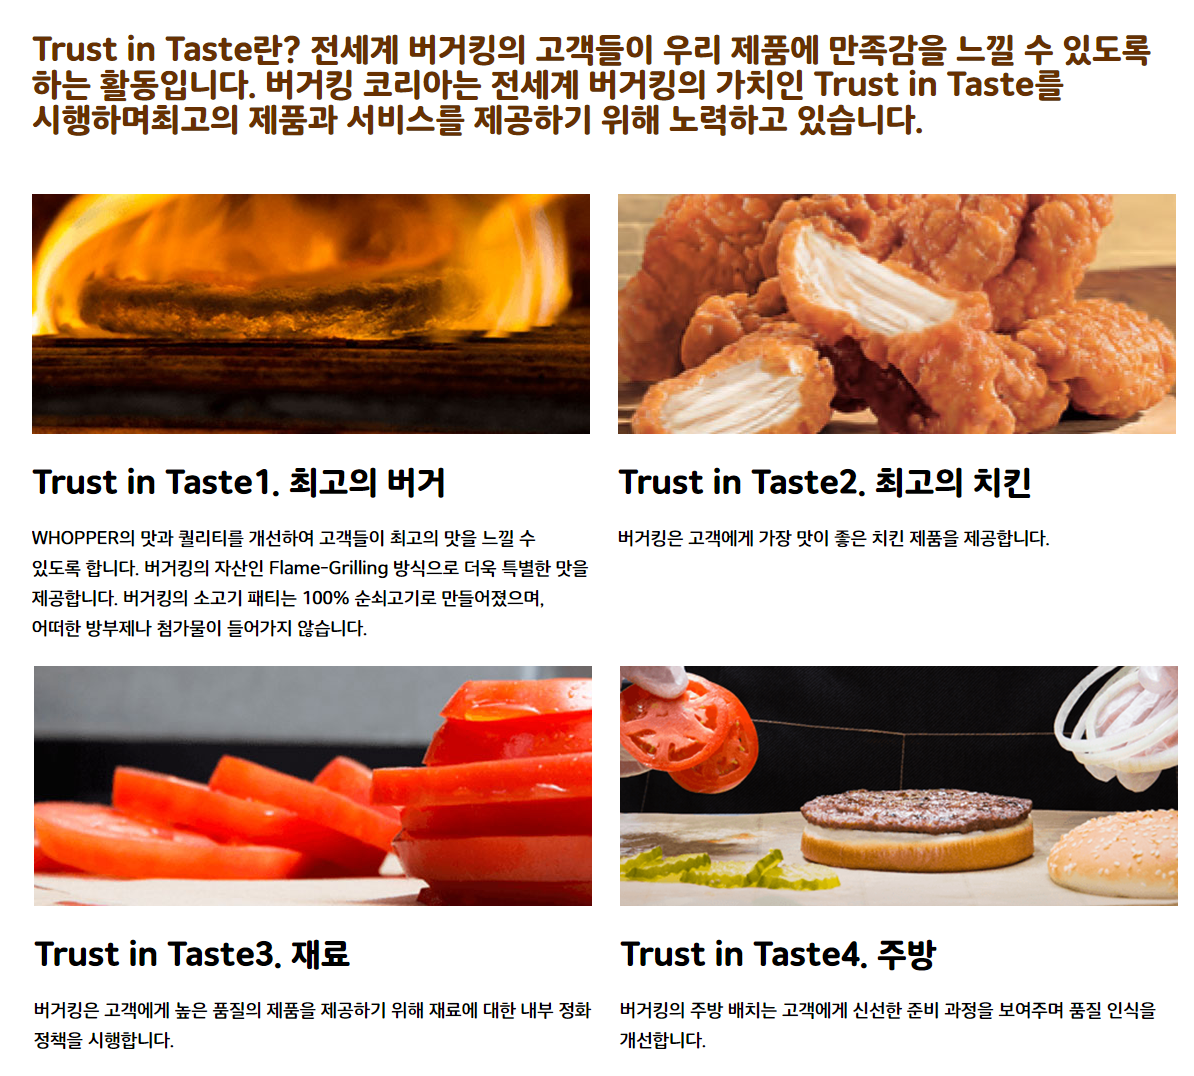 Trust in Taste란? 전세계 버거킹의 고객들이 우리 제품에 만족감을 느낄 수 있도록
하는 활동입니다. 버거킹 코리아는 전세계 버거킹의 가치인 Trust in Taste를
시행하며최고의 제품과 서비스를 제공하기 위해 노력하고 있습니다.
Trust in Taste1. 최고의 버거
WHOPPER의 맛과 퀄리티를 개선하여 고객들이 최고의 맛을 느낄 수
있도록 합니다. 버거킹의 자산인 Flame-Grilling 방식으로 더욱 특별한 맛을
제공합니다. 버거킹의 소고기 패티는 100% 순쇠고기로 만들어졌으며,
어떠한 방부제나 첨가물이 들어가지 않습니다.
Trust in Taste2. 최고의 치킨
버거킹은 고객에게 가장 맛이 좋은 치킨 제품을 제공합니다.
Trust in Taste3. 재료
버거킹은 고객에게 높은 품질의 제품을 제공하기 위해 재료에 대한 내부 정화
정책을 시행합니다.
Trust in Taste4. 주방
버거킹의 주방 배치는 고객에게 신선한 준비 과정을 보여주며 품질 인식을
개선합니다.